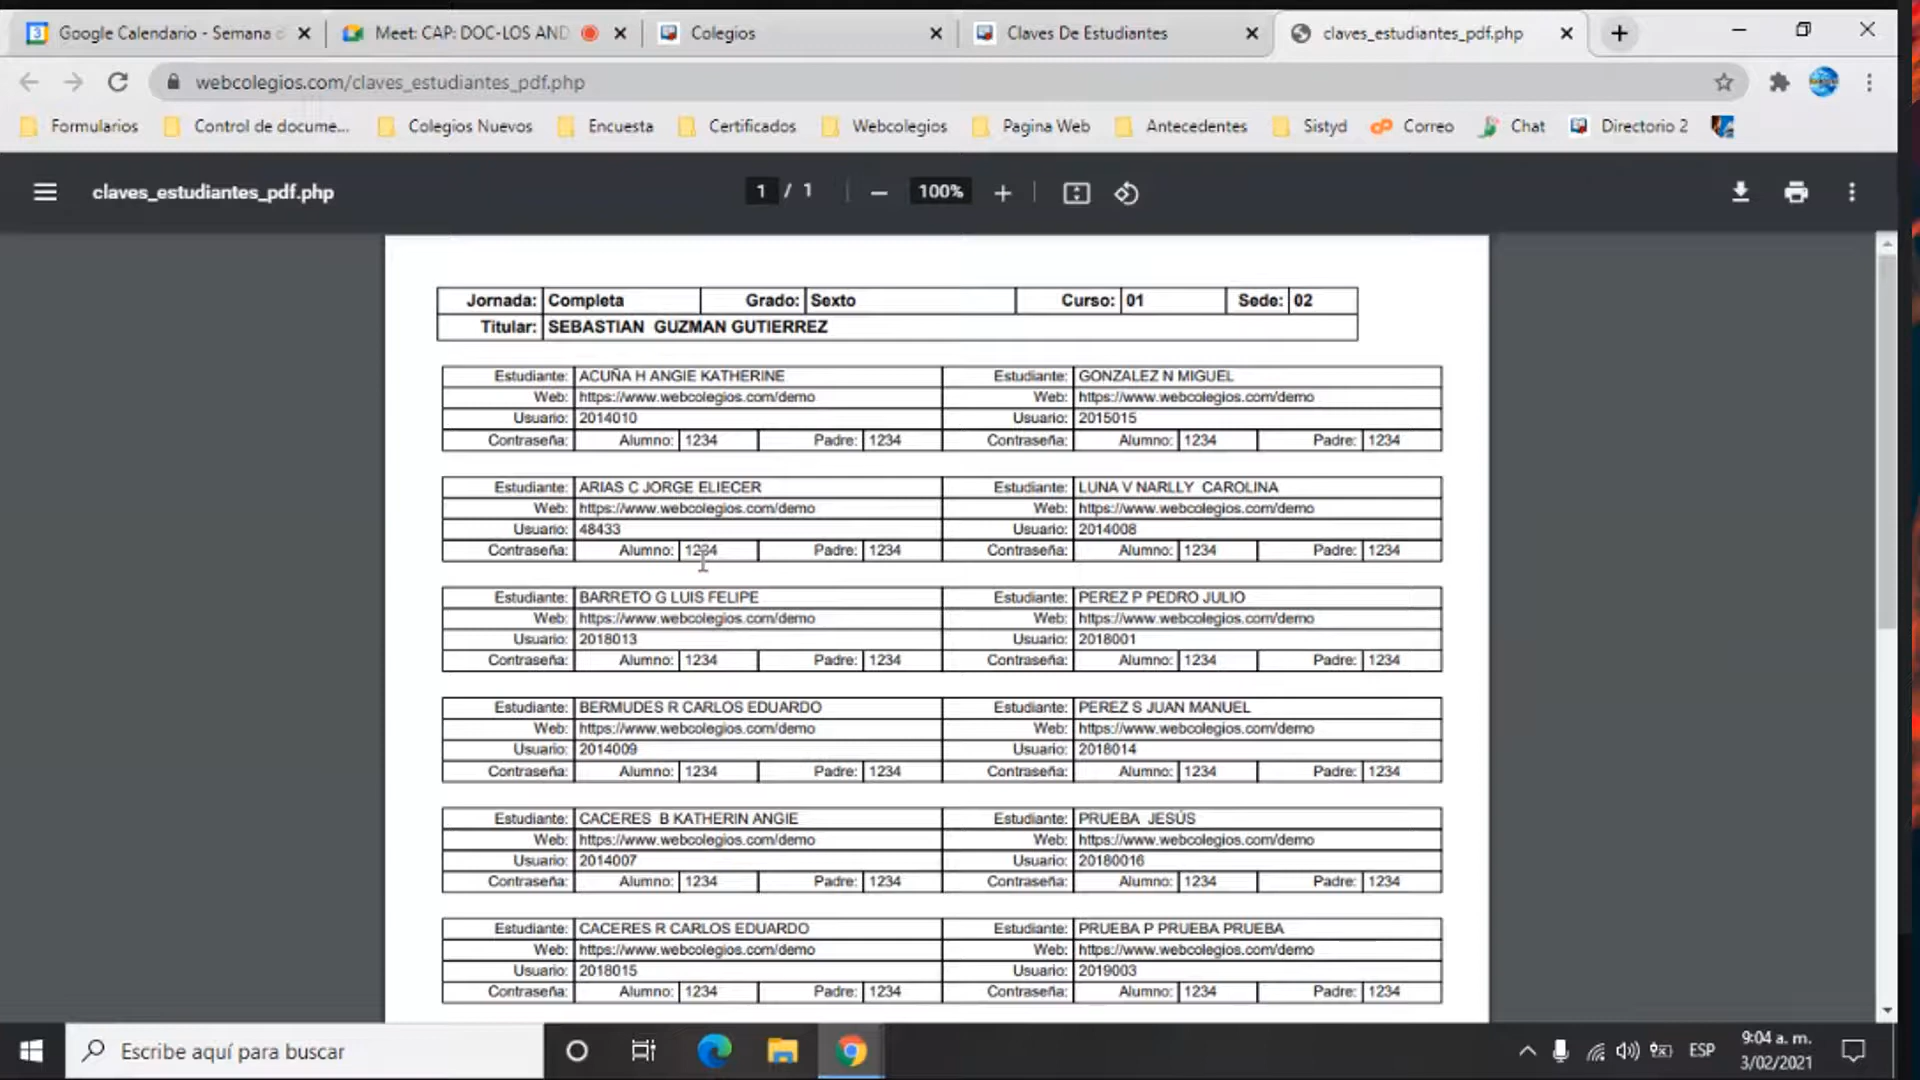 Google Calendario - Semana d
Meet: CAP: DOC-LOS AND
Colegios
Claves De Estudiantes
claves_estudiantes_pdf.php
webcolegios.com/claves_estudiantes_pdf.php
Formularios
Control de docume...
Colegios Nuevos
Encuesta
Certificados
Webcolegios
Pagina Web
Antecedentes
Sistyd
Correo
Chat
Directorio 2
claves_estudiantes_pdf.php
1 / 1
100%
Jornada: Completa Grado: Sexto Curso: 01 Sede: 02
Titular: SEBASTIAN GUZMAN GUTIERREZ
Estudiante: ACUÑA H ANGIE KATHERINE Estudiante: GONZALEZ N MIGUEL
Web: https://www.webcolegios.com/demo Web: https://www.webcolegios.com/demo
Usuario: 2014010 Usuario: 2015015
Contraseña: Alumno: 1234 Padre: 1234 Contraseña: Alumno: 1234 Padre: 1234
Estudiante: ARIAS C JORGE ELIECER Estudiante: LUNA V NARLLY CAROLINA
Web: https://www.webcolegios.com/demo Web: https://www.webcolegios.com/demo
Usuario: 48433 Usuario: 2014008
Contraseña: Alumno: 1234 Padre: 1234 Contraseña: Alumno: 1234 Padre: 1234
Estudiante: BARRETO G LUIS FELIPE Estudiante: PEREZ P PEDRO JULIO
Web: https://www.webcolegios.com/demo Web: https://www.webcolegios.com/demo
Usuario: 2018013 Usuario: 2018001
Contraseña: Alumno: 1234 Padre: 1234 Contraseña: Alumno: 1234 Padre: 1234
Estudiante: BERMUDES R CARLOS EDUARDO Estudiante: PEREZ S JUAN MANUEL
Web: https://www.webcolegios.com/demo Web: https://www.webcolegios.com/demo
Usuario: 2014009 Usuario: 2018014
Contraseña: Alumno: 1234 Padre: 1234 Contraseña: Alumno: 1234 Padre: 1234
Estudiante: CACERES B KATHERIN ANGIE Estudiante: PRUEBA JESÚS
Web: https://www.webcolegios.com/demo Web: https://www.webcolegios.com/demo
Usuario: 2014007 Usuario: 20180016
Contraseña: Alumno: 1234 Padre: 1234 Contraseña: Alumno: 1234 Padre: 1234
Estudiante: CACERES R CARLOS EDUARDO Estudiante: PRUEBA P PRUEBA PRUEBA
Web: https://www.webcolegios.com/demo Web: https://www.webcolegios.com/demo
Usuario: 2018015 Usuario: 2019003
Contraseña: Alumno: 1234 Padre: 1234 Contraseña: Alumno: 1234 Padre: 1234
Escribe aquí para buscar
ESP
9:04 a. m.
3/02/2021